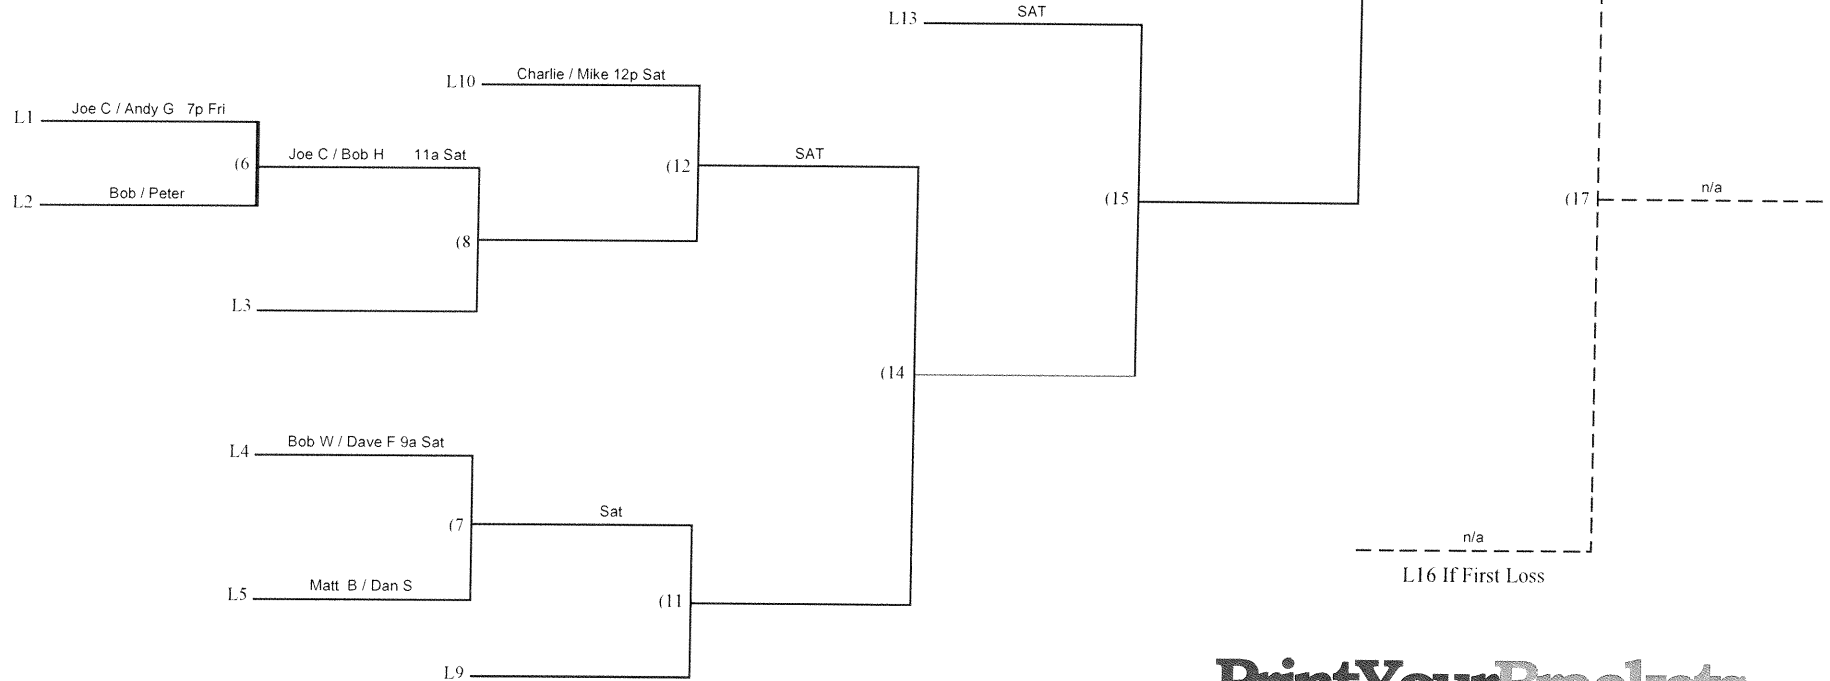 L13 SAT
L10 Charlie / Mike 12p Sat
L1 Joe C / Andy G 7p Fri
(6 Joe C / Bob H 11a Sat
(12 SAT
L2 Bob / Peter
(15
(17 n/a
(8
L3
(14
L4 Bob W / Dave F 9a Sat
(7 Sat
n/a
L16 If First Loss
L5 Matt B / Dan S
(11
L9
PrintYourBrackets